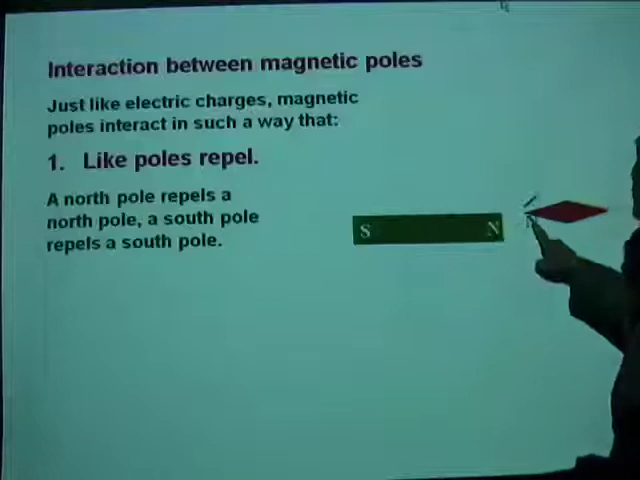 Interaction between magnetic poles
Just like electric charges, magnetic
poles interact in such a way that:
1. Like poles repel.
A north pole repels a
north pole, a south pole
repels a south pole.
S N